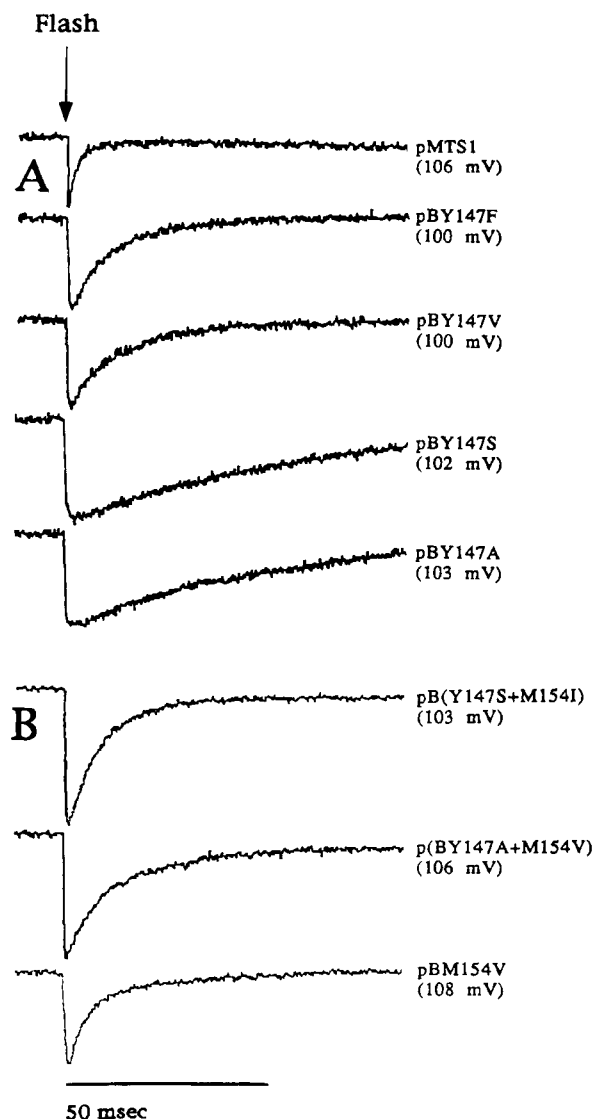 Flash
A
pMTS1
(106 mV)
pBY147F
(100 mV)
pBY147V
(100 mV)
pBY147S
(102 mV)
pBY147A
(103 mV)
B
pB(Y147S+M154I)
(103 mV)
p(BY147A+M154V)
(106 mV)
pBM154V
(108 mV)
50 msec